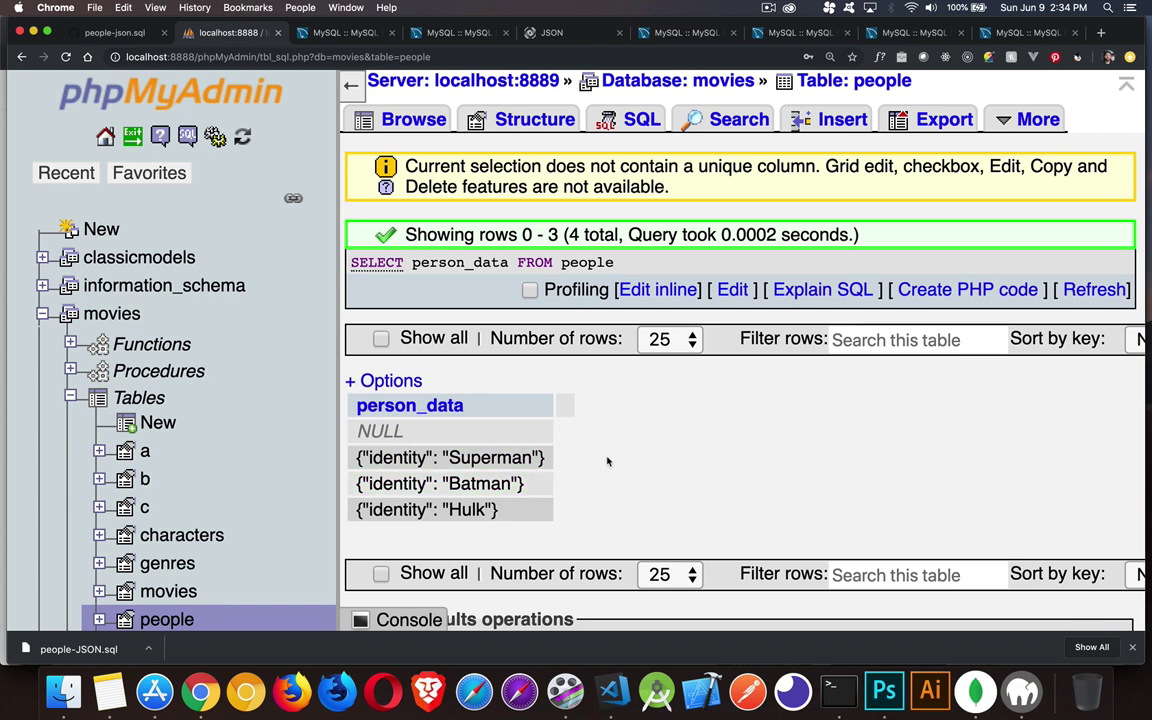 Chrome File Edit View History Bookmarks People Window Help 100% Sun Jun 9 2:34 PM
people-json.sql localhost:8888 / l MySQL :: MySQL MySQL :: MySQL JSON MySQL :: MySQL MySQL :: MySQL MySQL :: MySQL MySQL :: MySQL
localhost:8888/phpMyAdmin/tbl_sql.php?db=movies&table=people
phpMyAdmin
Recent Favorites
New
classicmodels
information_schema
movies
Functions
Procedures
Tables
New
a
b
c
characters
genres
movies
people
Server: localhost:8889 » Database: movies » Table: people
Browse Structure SQL Search Insert Export More
Current selection does not contain a unique column. Grid edit, checkbox, Edit, Copy and
Delete features are not available.
Showing rows 0 - 3 (4 total, Query took 0.0002 seconds.)
SELECT person_data FROM people
Profiling [Edit inline] [ Edit ] [ Explain SQL ] [ Create PHP code ] [ Refresh]
Show all | Number of rows: 25 Filter rows: Search this table Sort by key: N
+ Options
person_data
NULL
{"identity": "Superman"}
{"identity": "Batman"}
{"identity": "Hulk"}
Show all | Number of rows: 25 Filter rows: Search this table Sort by key: N
Console ults operations
people-JSON.sql Show All
Ps Ai